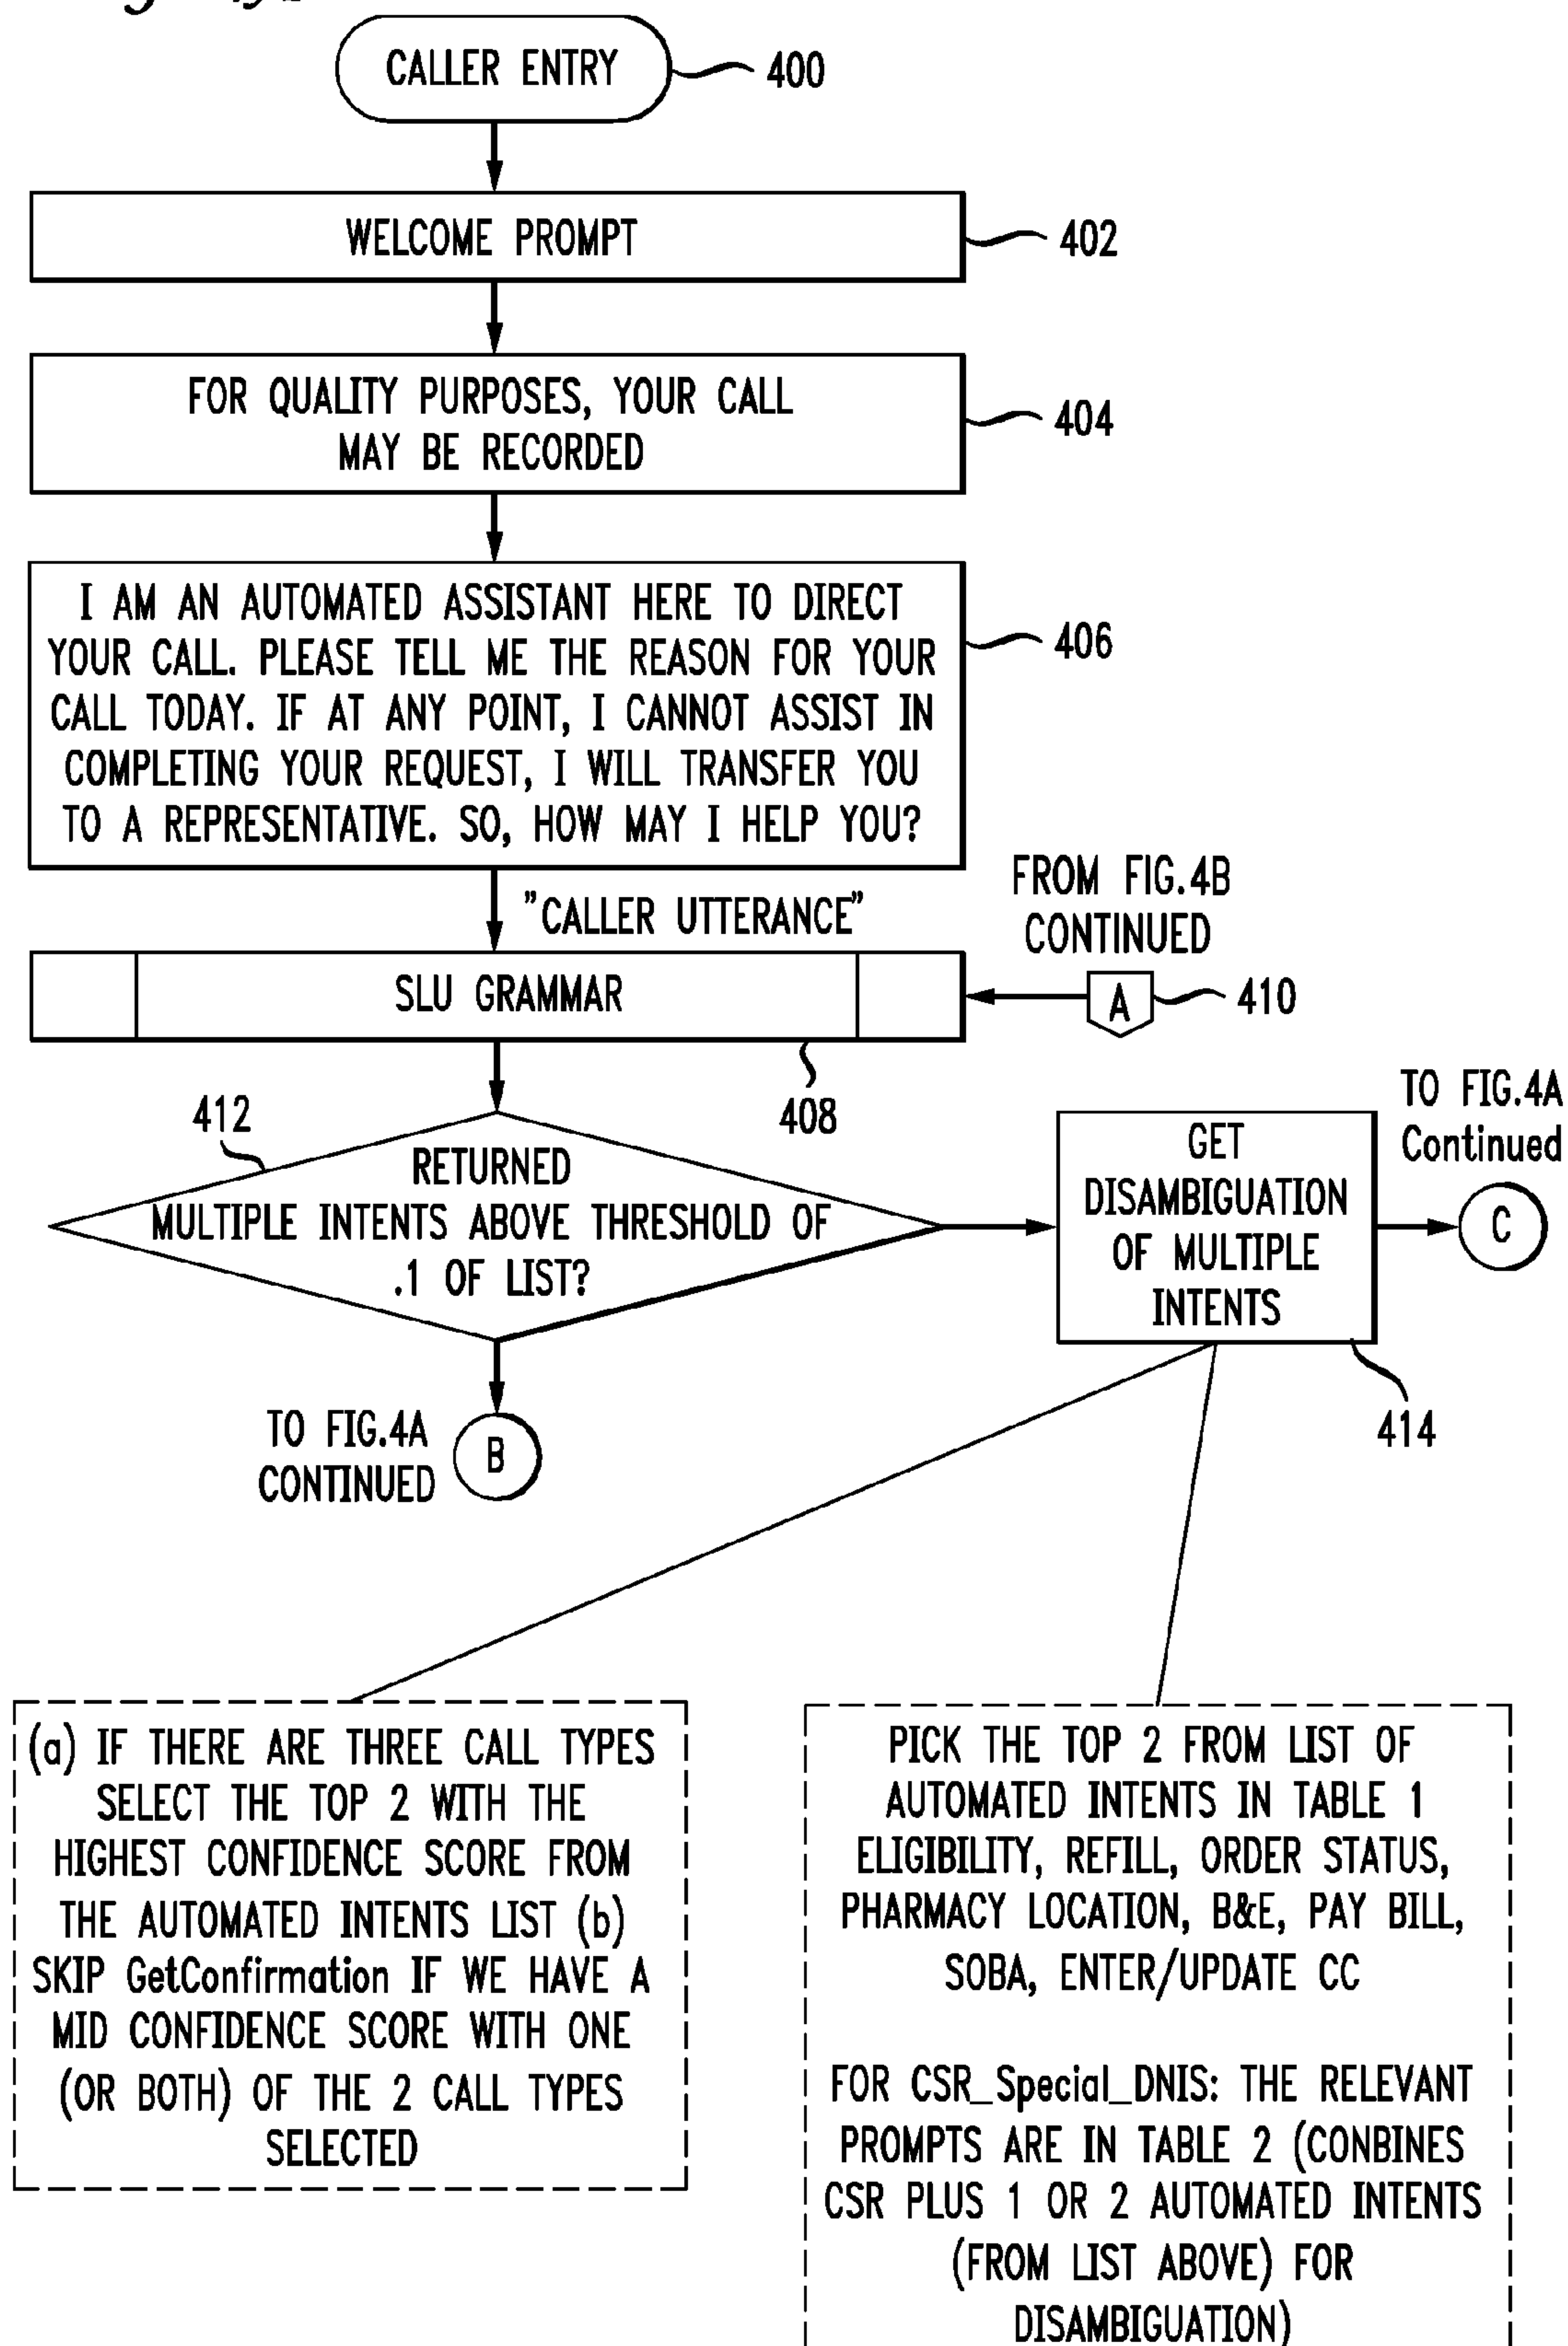 CALLER ENTRY
400
WELCOME PROMPT
402
FOR QUALITY PURPOSES, YOUR CALL
MAY BE RECORDED
404
I AM AN AUTOMATED ASSISTANT HERE TO DIRECT
YOUR CALL. PLEASE TELL ME THE REASON FOR YOUR
CALL TODAY. IF AT ANY POINT, I CANNOT ASSIST IN
COMPLETING YOUR REQUEST, I WILL TRANSFER YOU
TO A REPRESENTATIVE. SO, HOW MAY I HELP YOU?
406
"CALLER UTTERANCE"
FROM FIG.4B
CONTINUED
SLU GRAMMAR
A
410
408
412
RETURNED
MULTIPLE INTENTS ABOVE THRESHOLD OF
.1 OF LIST?
GET
DISAMBIGUATION
OF MULTIPLE
INTENTS
414
TO FIG.4A
Continued
C
TO FIG.4A
CONTINUED
B
(a) IF THERE ARE THREE CALL TYPES
SELECT THE TOP 2 WITH THE
HIGHEST CONFIDENCE SCORE FROM
THE AUTOMATED INTENTS LIST (b)
SKIP GetConfirmation IF WE HAVE A
MID CONFIDENCE SCORE WITH ONE
(OR BOTH) OF THE 2 CALL TYPES
SELECTED
PICK THE TOP 2 FROM LIST OF
AUTOMATED INTENTS IN TABLE 1
ELIGIBILITY, REFILL, ORDER STATUS,
PHARMACY LOCATION, B&E, PAY BILL,
SOBA, ENTER/UPDATE CC
FOR CSR_Special_DNIS: THE RELEVANT
PROMPTS ARE IN TABLE 2 (CONBINES
CSR PLUS 1 OR 2 AUTOMATED INTENTS
(FROM LIST ABOVE) FOR
DISAMBIGUATION)